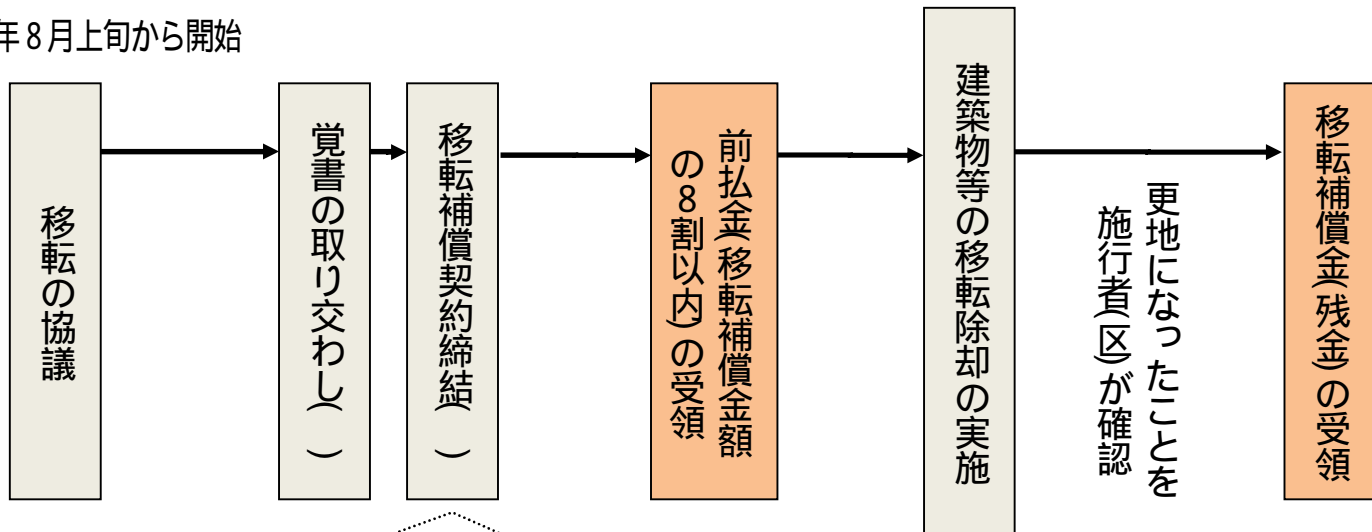 年８月上旬から開始
移転の協議
覚書の取り交わし(　)
移転補償契約締結(　)
前払金(移転補償金額
の８割以内)の受領
建築物等の移転除却の実施
更地になったことを
施行者(区)が確認
移転補償金(残金)の受領